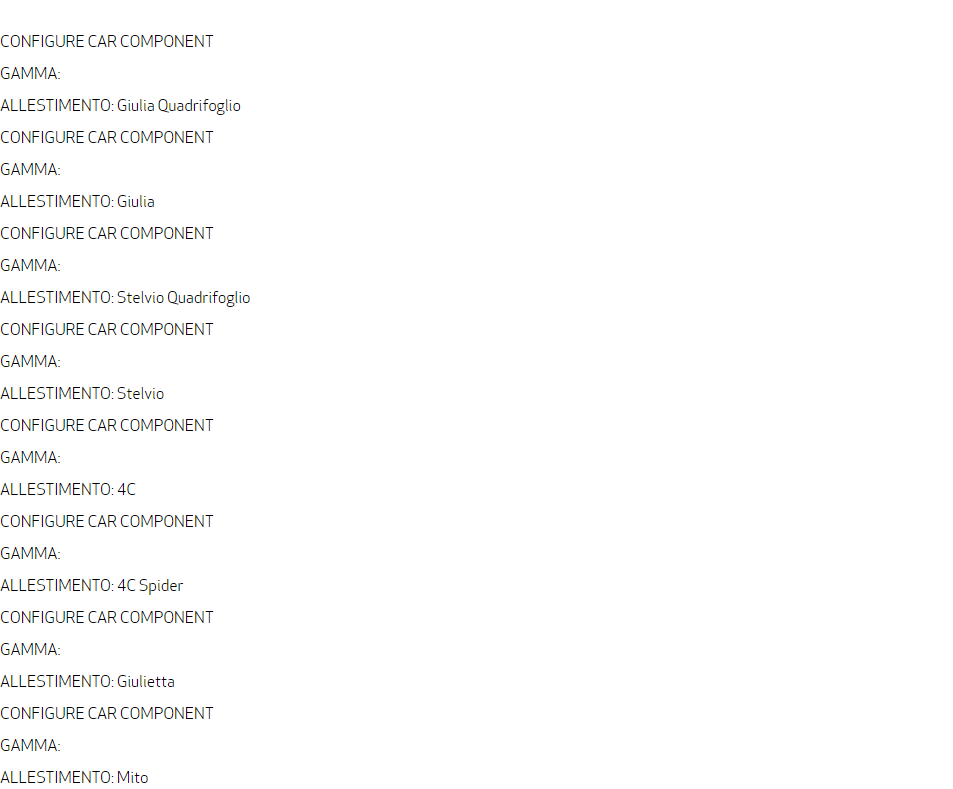 CONFIGURE CAR COMPONENT
GAMMA:
ALLESTIMENTO: Giulia Quadrifoglio
CONFIGURE CAR COMPONENT
GAMMA:
ALLESTIMENTO: Giulia
CONFIGURE CAR COMPONENT
GAMMA:
ALLESTIMENTO: Stelvio Quadrifoglio
CONFIGURE CAR COMPONENT
GAMMA:
ALLESTIMENTO: Stelvio
CONFIGURE CAR COMPONENT
GAMMA:
ALLESTIMENTO: 4C
CONFIGURE CAR COMPONENT
GAMMA:
ALLESTIMENTO: 4C Spider
CONFIGURE CAR COMPONENT
GAMMA:
ALLESTIMENTO: Giulietta
CONFIGURE CAR COMPONENT
GAMMA:
ALLESTIMENTO: Mito